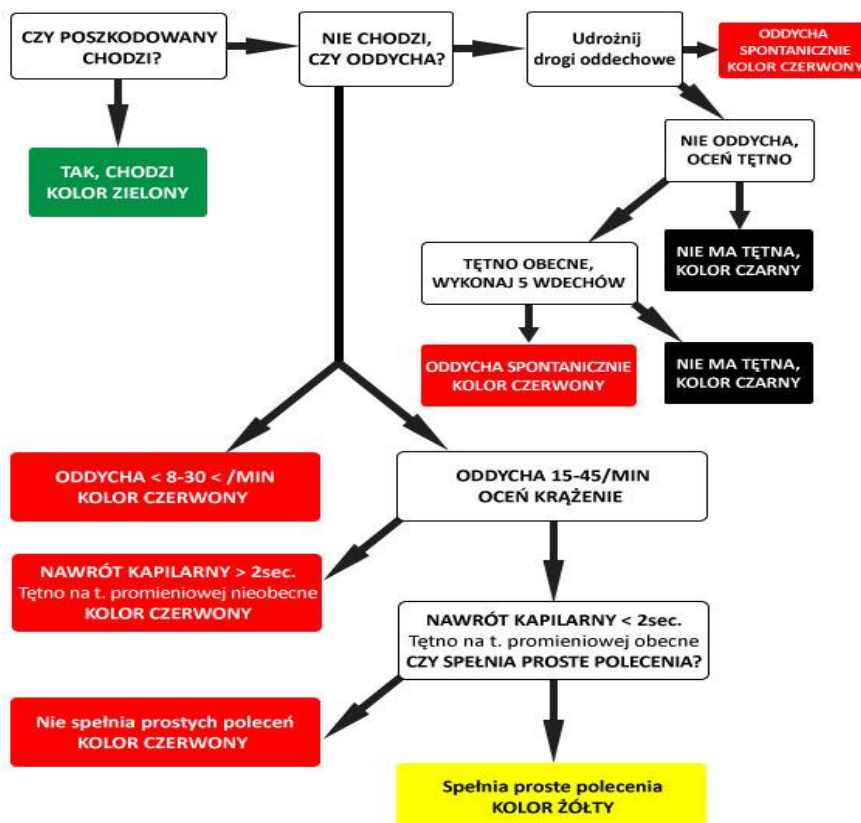 CZY POSZKODOWANY
CHODZI?
NIE CHODZI,
CZY ODDYCHA?
Udrożnij
drogi oddechowe
ODDYCHA
SPONTANICZNIE
KOLOR CZERWONY
TAK, CHODZI
KOLOR ZIELONY
NIE ODDYCHA,
OCEŃ TĘTNO
TĘTNO OBECNE,
WYKONAJ 5 WDECHÓW
NIE MA TĘTNA,
KOLOR CZARNY
ODDYCHA SPONTANICZNIE
KOLOR CZERWONY
NIE MA TĘTNA,
KOLOR CZARNY
ODDYCHA < 8-30 < /MIN
KOLOR CZERWONY
ODDYCHA 15-45/MIN
OCEŃ KRĄŻENIE
NAWRÓT KAPILARNY > 2sec.
Tętno na t. promieniowej nieobecne
KOLOR CZERWONY
NAWRÓT KAPILARNY < 2sec.
Tętno na t. promieniowej obecne
CZY SPEŁNIA PROSTE POLECENIA?
Nie spełnia prostych poleceń
KOLOR CZERWONY
Spełnia proste polecenia
KOLOR ŻÓŁTY